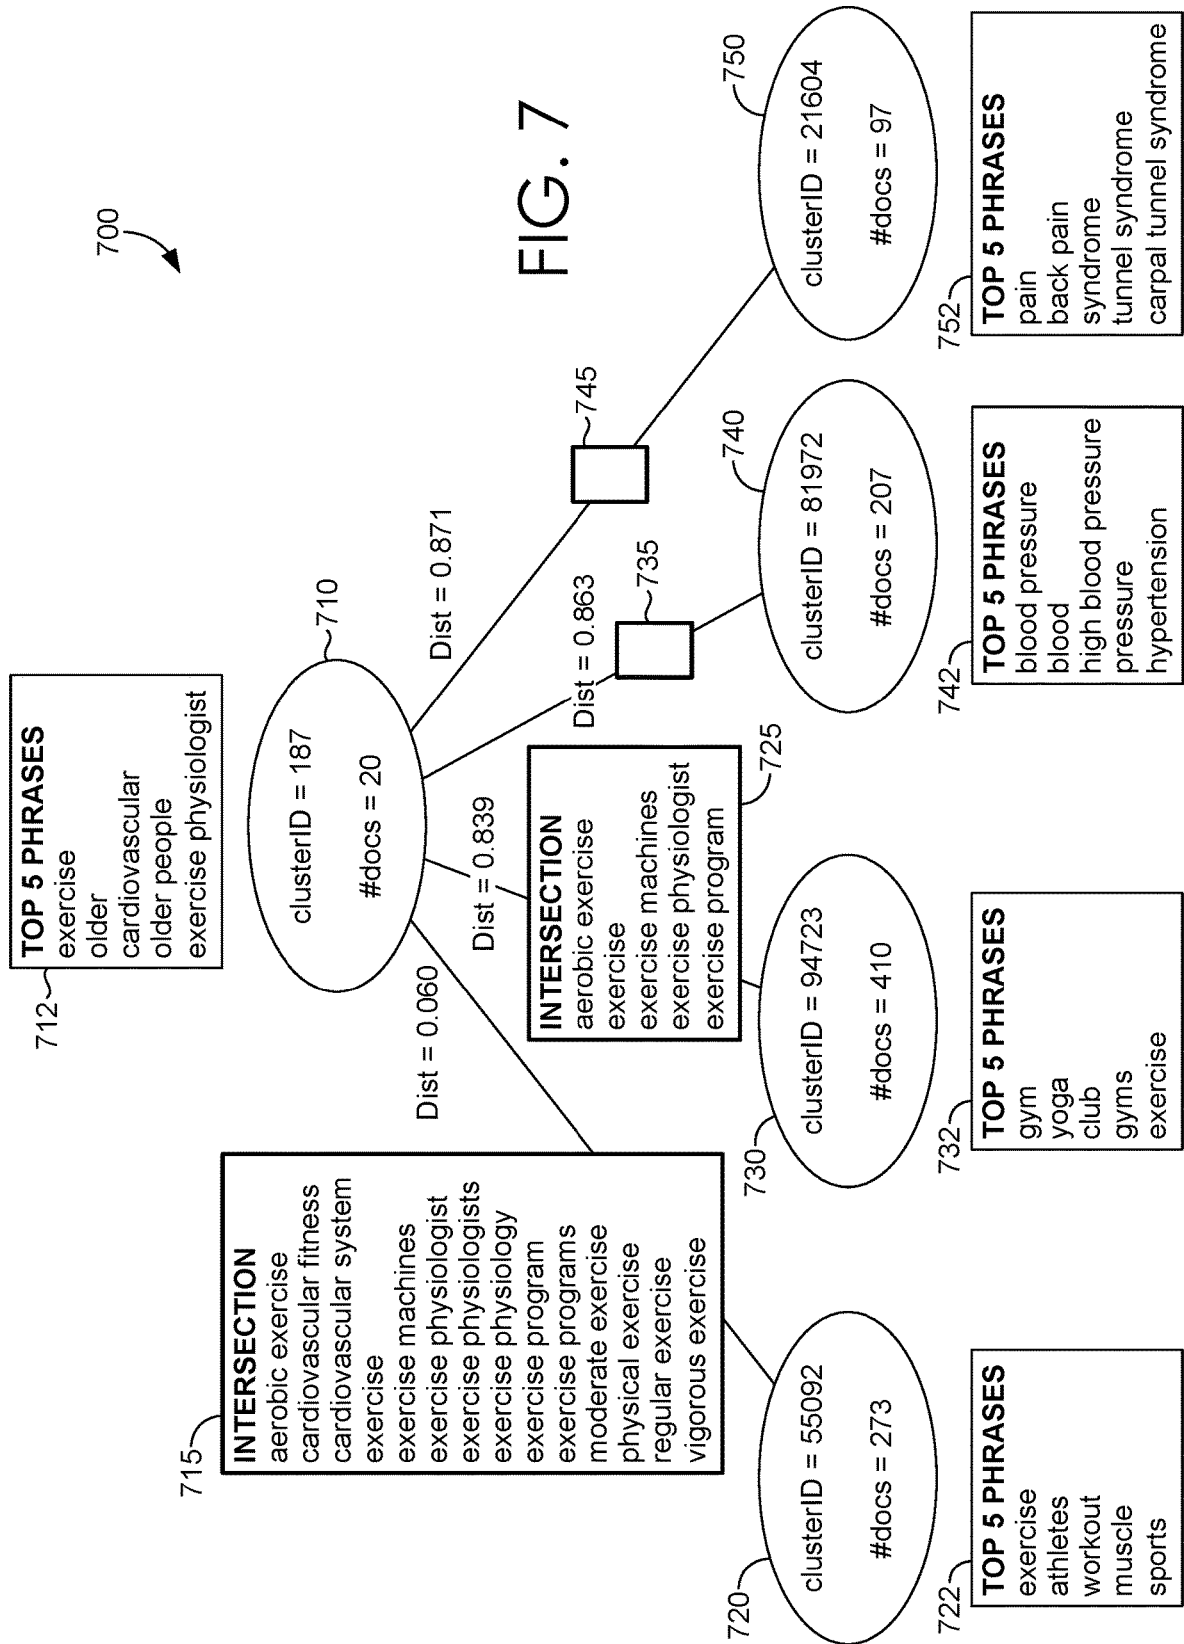 700
712
TOP 5 PHRASES
exercise
older
cardiovascular
older people
exercise physiologist
710
clusterID = 187
#docs = 20
Dist = 0.060
Dist = 0.839
Dist = 0.863
Dist = 0.871
FIG. 7
715
INTERSECTION
aerobic exercise
cardiovascular fitness
cardiovascular system
exercise
exercise machines
exercise physiologist
exercise physiologists
exercise physiology
exercise program
exercise programs
moderate exercise
physical exercise
regular exercise
vigorous exercise
725
INTERSECTION
aerobic exercise
exercise
exercise machines
exercise physiologist
exercise program
735
745
720
clusterID = 55092
#docs = 273
730
clusterID = 94723
#docs = 410
740
clusterID = 81972
#docs = 207
750
clusterID = 21604
#docs = 97
722
TOP 5 PHRASES
exercise
athletes
workout
muscle
sports
732
TOP 5 PHRASES
gym
yoga
club
gyms
exercise
742
TOP 5 PHRASES
blood pressure
blood
high blood pressure
pressure
hypertension
752
TOP 5 PHRASES
pain
back pain
syndrome
tunnel syndrome
carpal tunnel syndrome